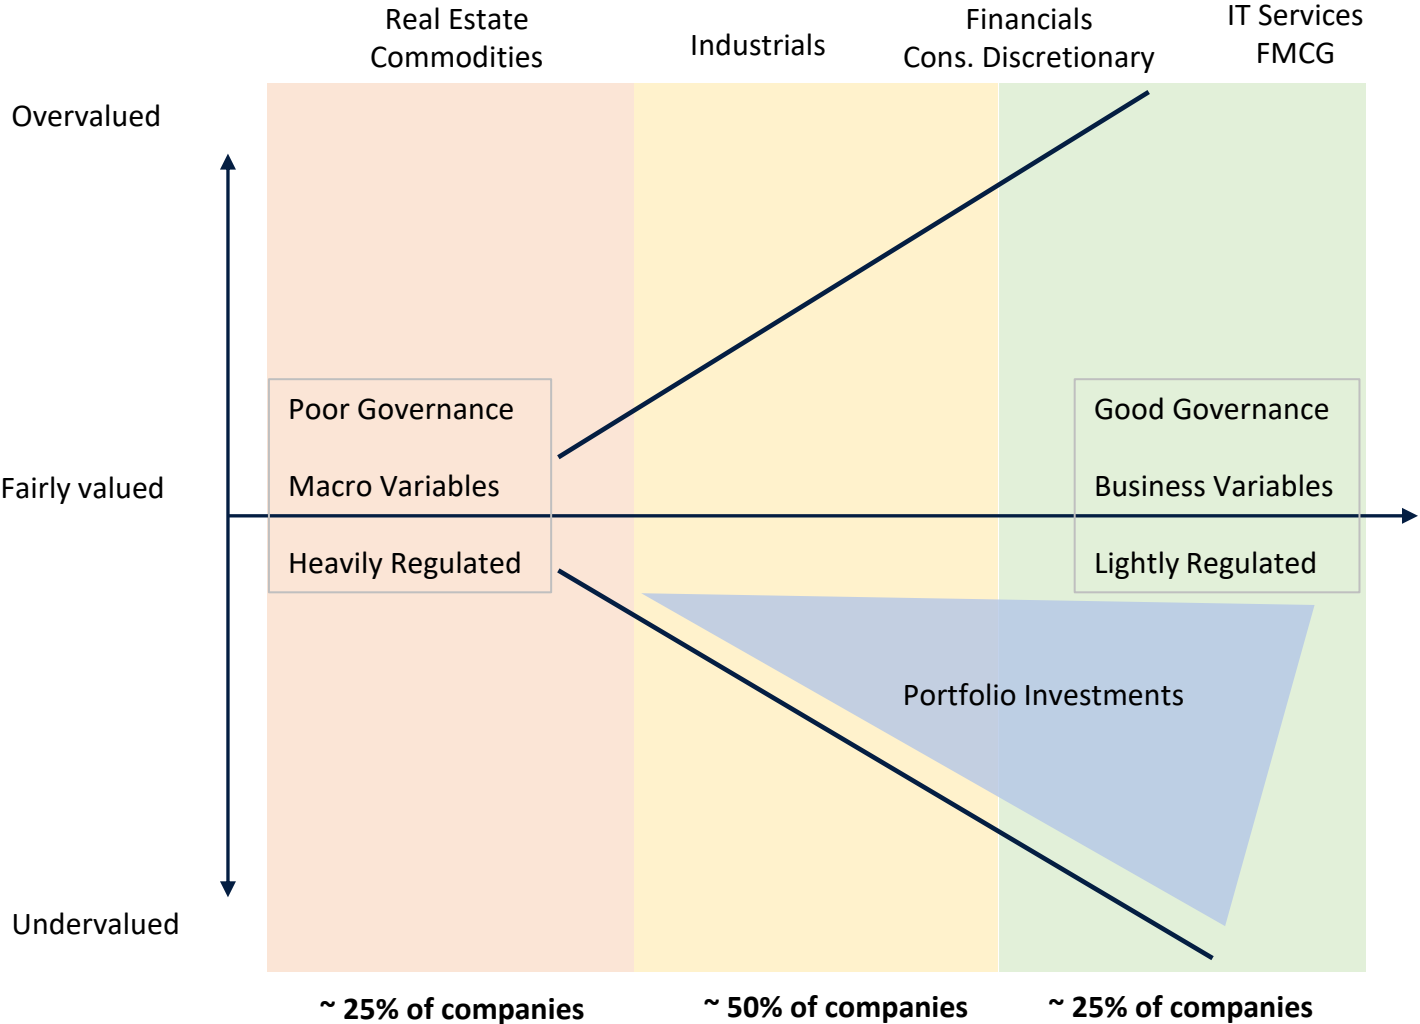 Real Estate
Commodities
Industrials
Financials
Cons. Discretionary
IT Services
FMCG
Overvalued
Poor Governance
Good Governance
Fairly valued
Macro Variables
Business Variables
Heavily Regulated
Lightly Regulated
Portfolio Investments
Undervalued
~ 25% of companies
~ 50% of companies
~ 25% of companies